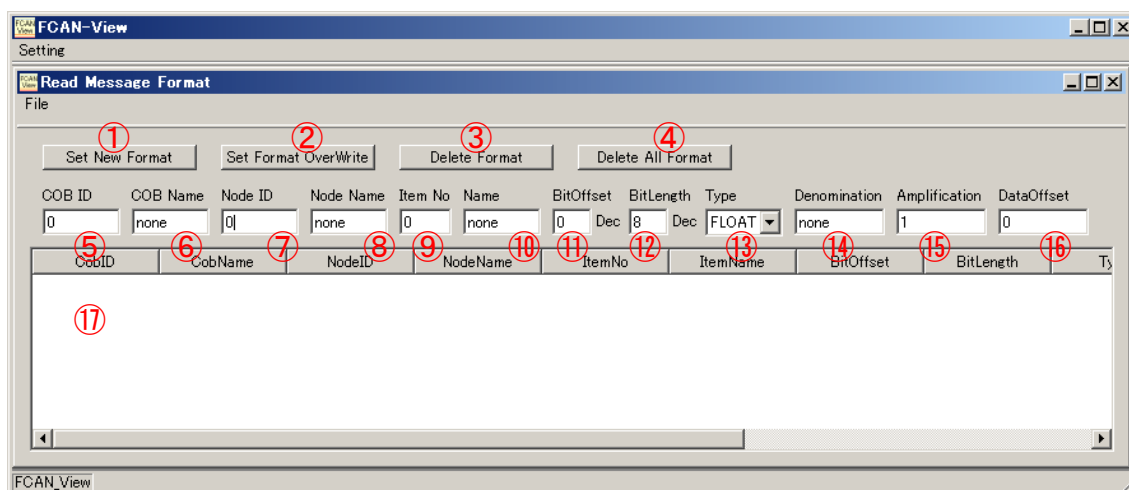 FCAN-View
Setting
Read Message Format
File
① ② ③ ④
Set New Format Set Format OverWrite Delete Format Delete All Format
COB ID COB Name Node ID Node Name Item No Name BitOffset BitLength Type Denomination Amplification DataOffset
0 none 0 none 0 none 0 Dec 8 Dec FLOAT none 1 0
⑤ ⑥ ⑦ ⑧ ⑨ ⑩ ⑪ ⑫ ⑬ ⑭ ⑮ ⑯
CobID CobName NodeID NodeName ItemNo ItemName BitOffset BitLength Ty
⑰
FCAN_View